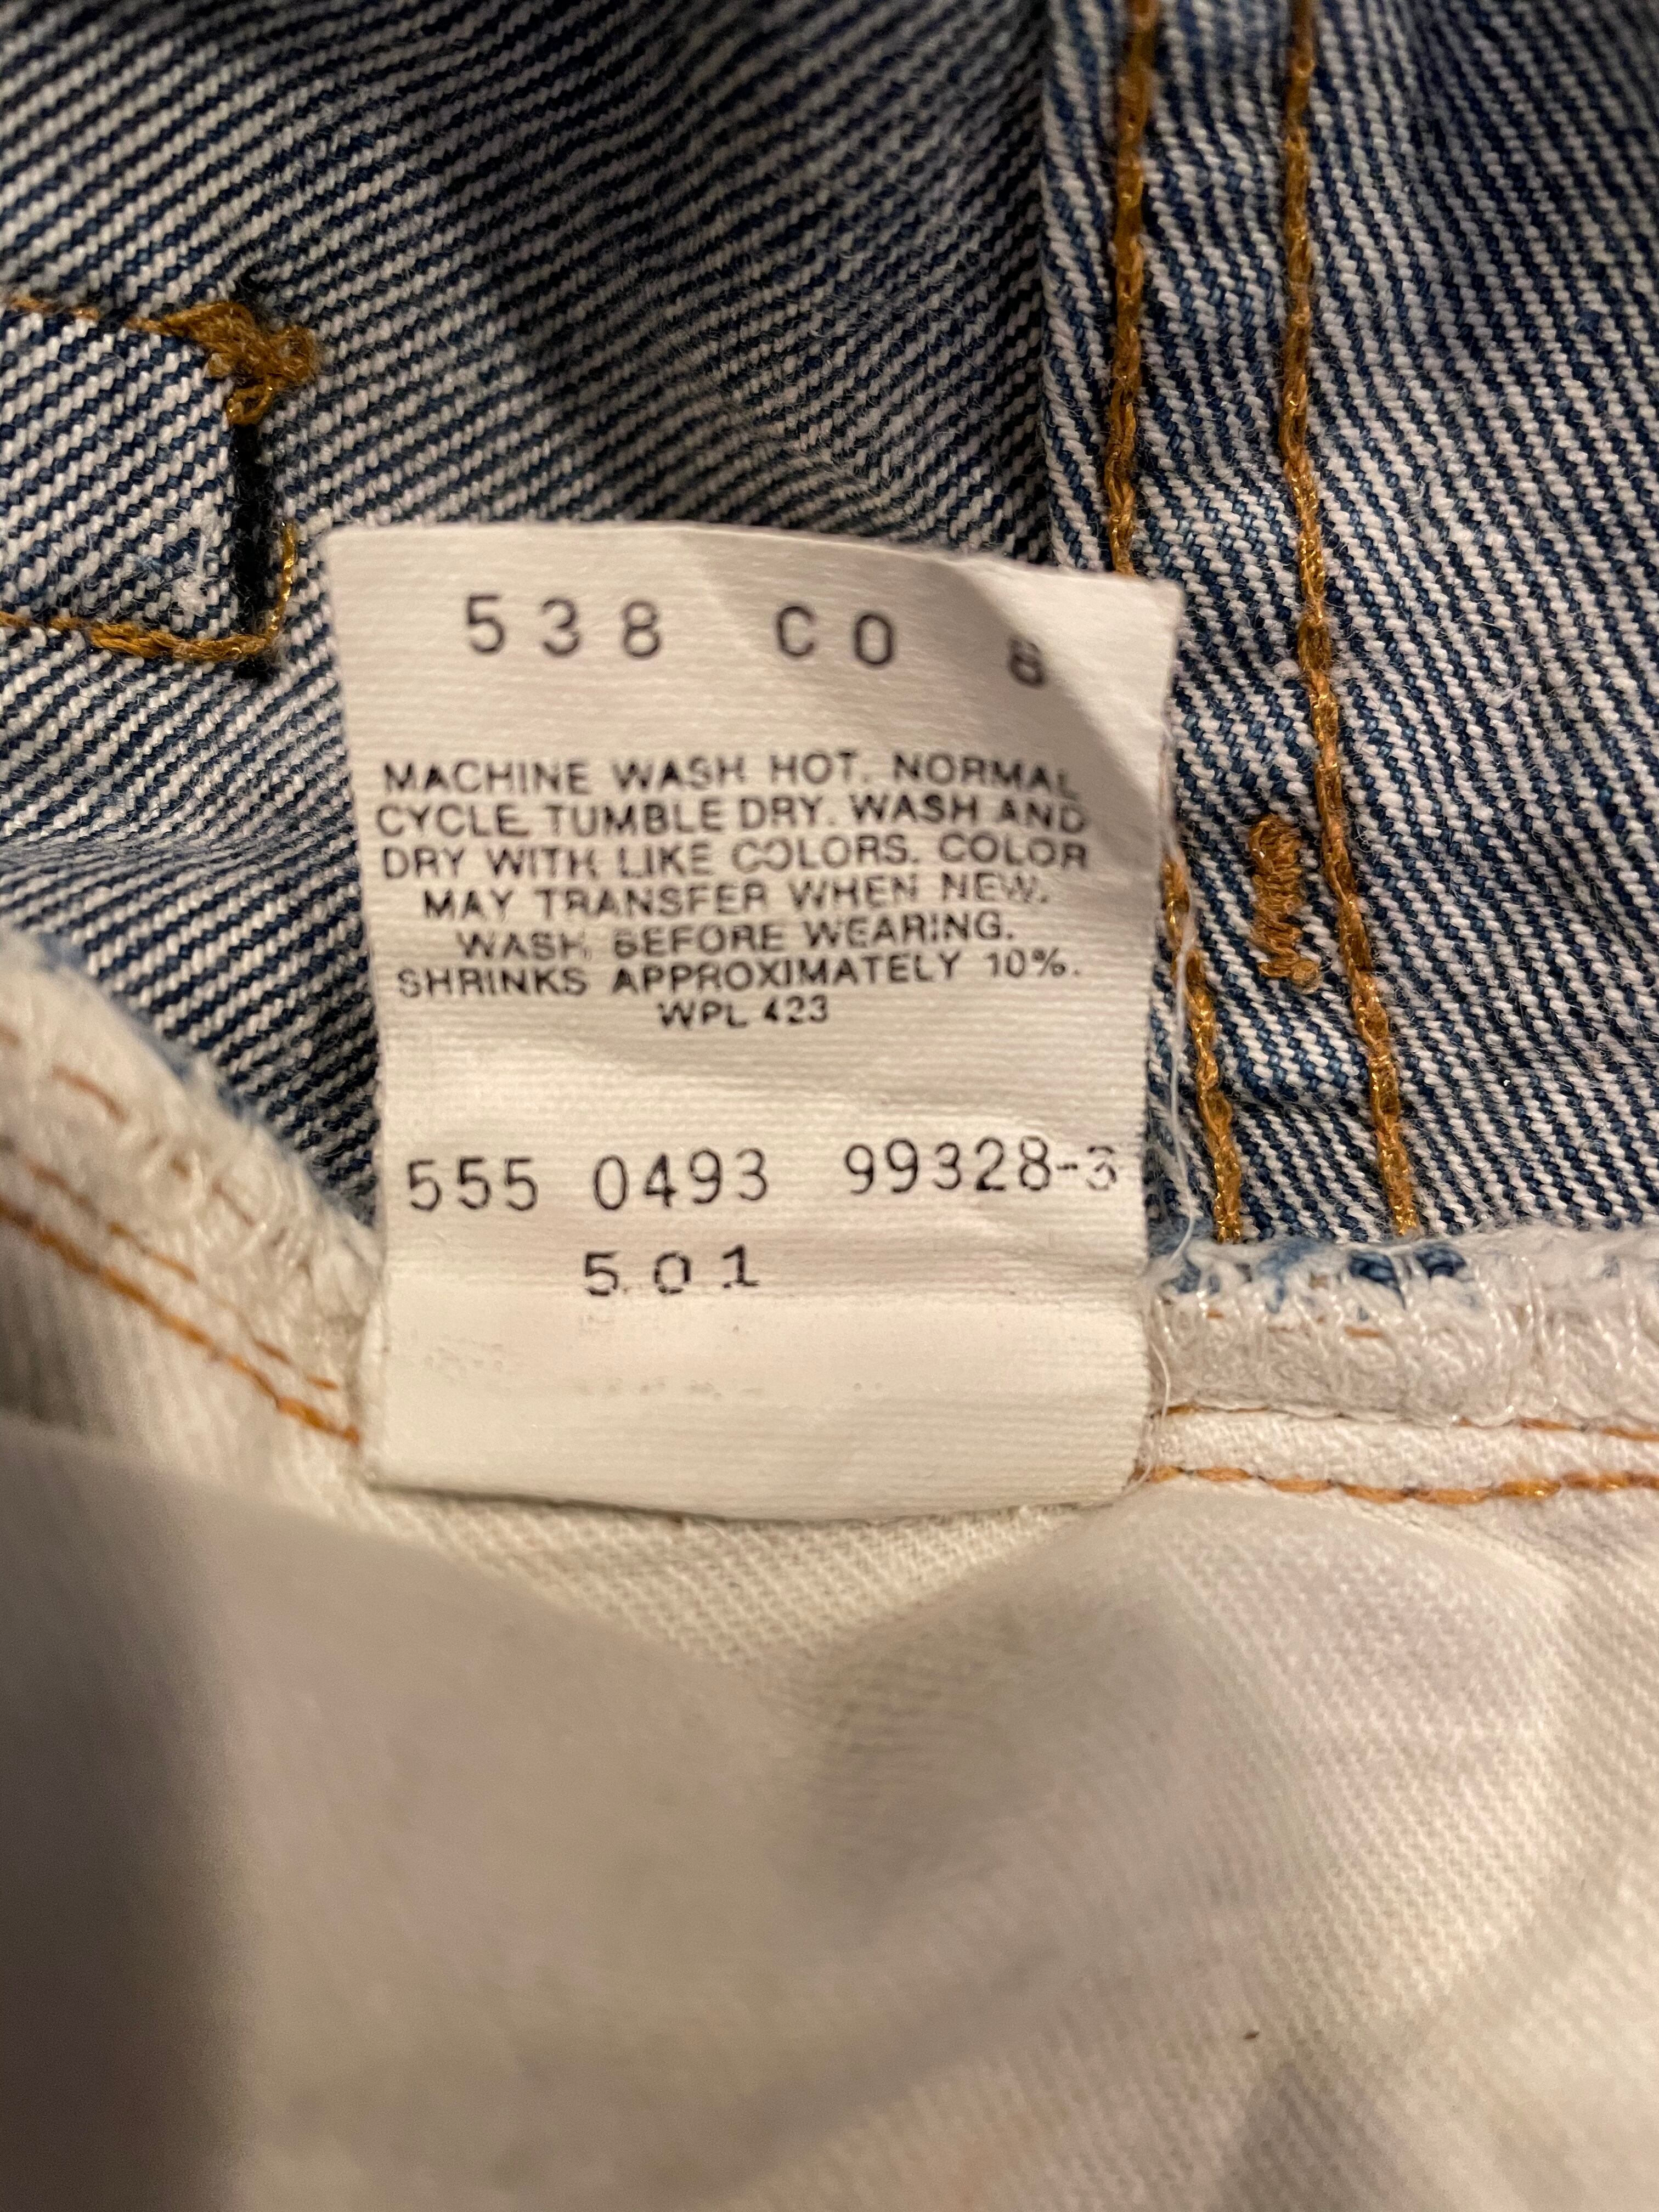 538 CO 8
MACHINE WASH HOT. NORMAL
CYCLE TUMBLE DRY. WASH AND
DRY WITH LIKE COLORS. COLOR
MAY TRANSFER WHEN NEW.
WASH BEFORE WEARING.
SHRINKS APPROXIMATELY 10%.
WPL 423
555 0493 99328-3
501